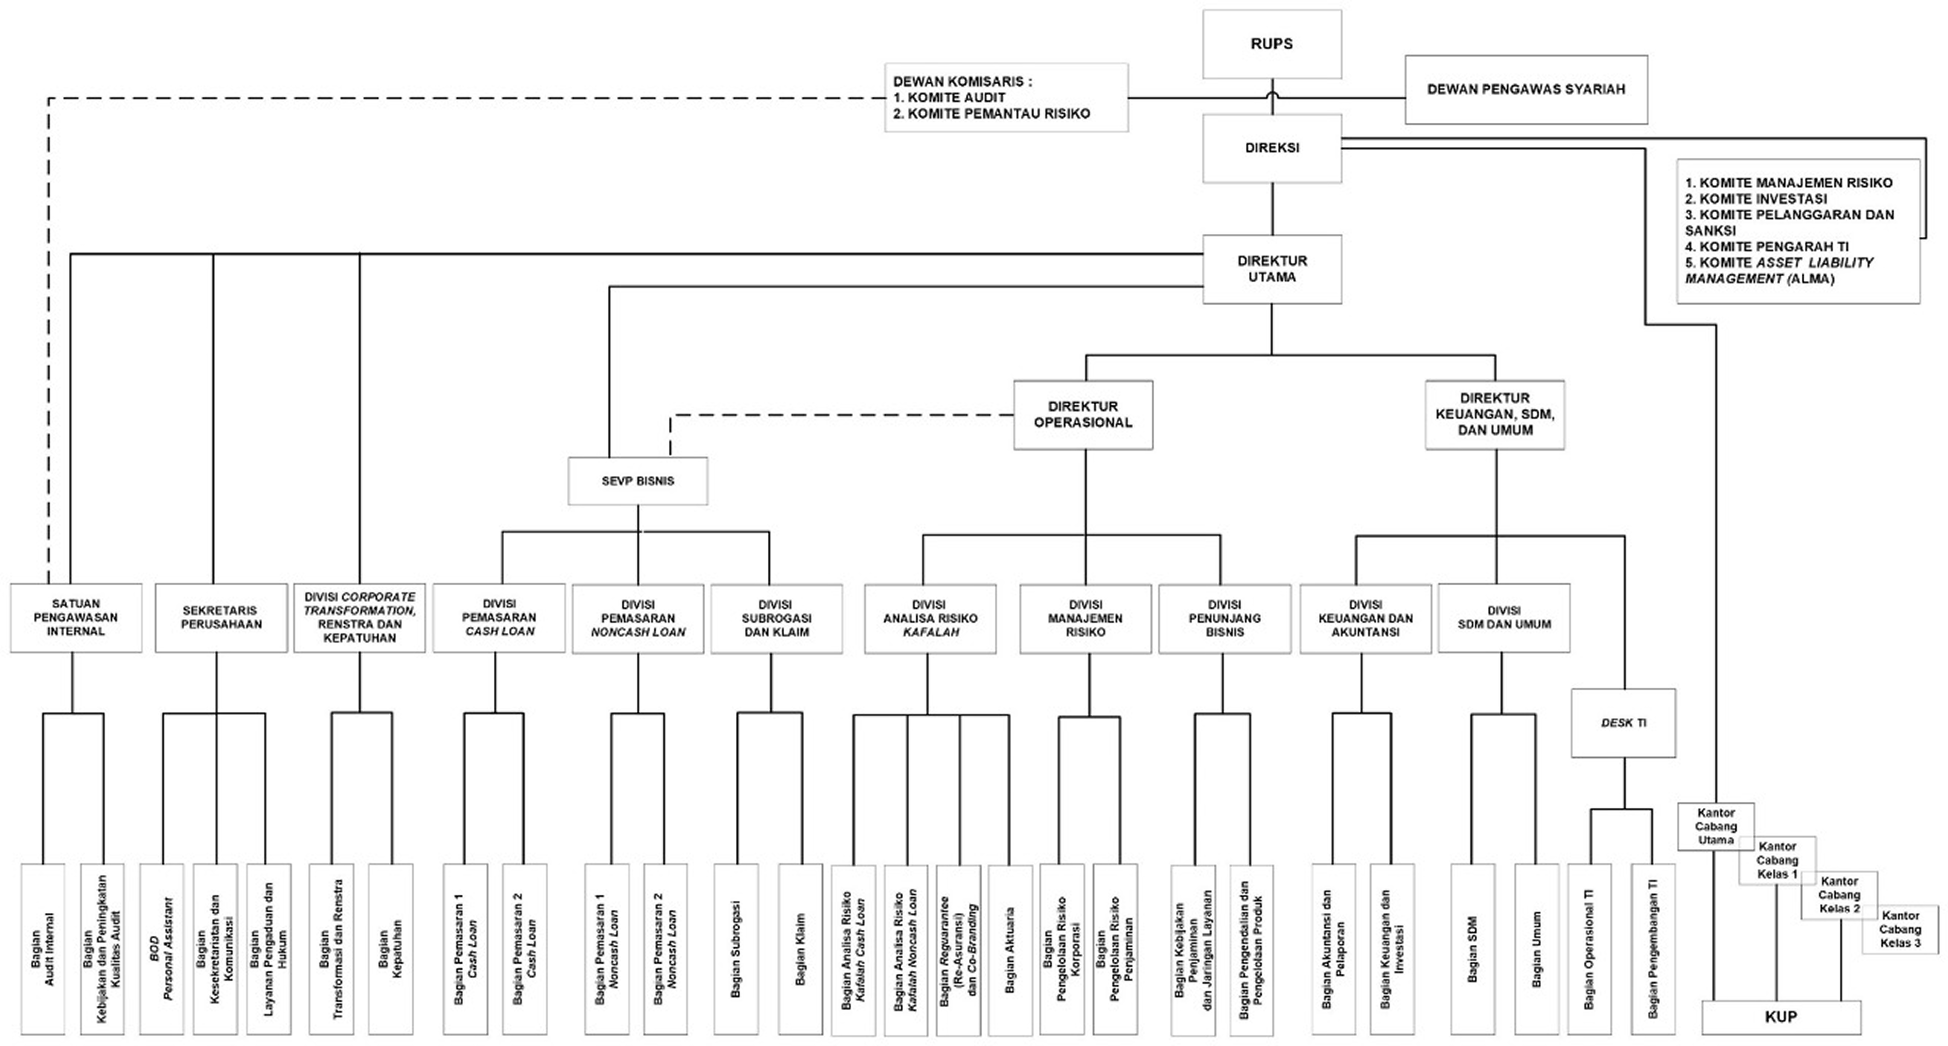 RUPS
DEWAN KOMISARIS :
1. KOMITE AUDIT
2. KOMITE PEMANTAU RISIKO
DEWAN PENGAWAS SYARIAH
DIREKSI
1. KOMITE MANAJEMEN RISIKO
2. KOMITE INVESTASI
3. KOMITE PELANGGARAN DAN
SANKSI
4. KOMITE PENGARAH TI
5. KOMITE ASSET LIABILITY
MANAGEMENT (ALMA)
DIREKTUR
UTAMA
DIREKTUR
OPERASIONAL
DIREKTUR
KEUANGAN, SDM,
DAN UMUM
SEVP BISNIS
SATUAN
PENGAWASAN
INTERNAL
SEKRETARIS
PERUSAHAAN
DIVISI CORPORATE
TRANSFORMATION,
RENSTRA DAN
KEPATUHAN
DIVISI
PEMASARAN
CASH LOAN
DIVISI
PEMASARAN
NONCASH LOAN
DIVISI
SUBROGASI
DAN KLAIM
DIVISI
ANALISA RISIKO
KAFALAH
DIVISI
MANAJEMEN
RISIKO
DIVISI
PENUNJANG
BISNIS
DIVISI
KEUANGAN DAN
AKUNTANSI
DIVISI
SDM DAN UMUM
DESK TI
Bagian
Audit Internal
Bagian
Kebijakan dan Peningkatan
Kualitas Audit
BOD
Personal Assistant
Bagian
Kesekretariatan dan
Komunikasi
Bagian
Layanan Pengaduan dan
Hukum
Bagian
Transformasi dan Renstra
Bagian
Kepatuhan
Bagian Pemasaran 1
Cash Loan
Bagian Pemasaran 2
Cash Loan
Bagian Pemasaran 1
Noncash Loan
Bagian Pemasaran 2
Noncash Loan
Bagian Subrogasi
Bagian Klaim
Bagian Analisa Risiko
Kafalah Cash Loan
Bagian Analisa Risiko
Kafalah Noncash Loan
Bagian Reguarantee
(Re-Asuransi)
dan Co-Branding
Bagian Aktuaria
Bagian
Pengelolaan Risiko
Korporasi
Bagian
Pengelolaan Risiko
Penjaminan
Bagian Kebijakan
Penjaminan
dan Jaringan Layanan
Bagian Pengendalian dan
Pengelolaan Produk
Bagian Akuntansi dan
Pelaporan
Bagian Keuangan dan
Investasi
Bagian SDM
Bagian Umum
Bagian Operasional TI
Bagian Pengembangan TI
Kantor
Cabang
Utama
Kantor
Cabang
Kelas 1
Kantor
Cabang
Kelas 2
Kantor
Cabang
Kelas 3
KUP